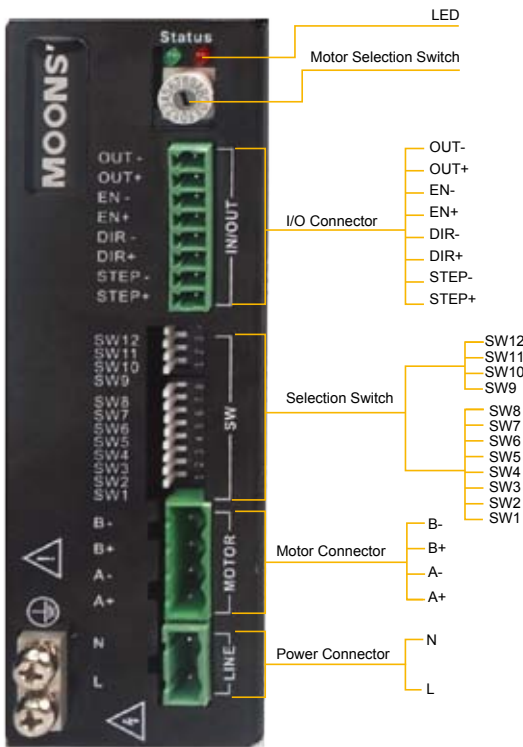 MOONS'
Status
OUT -
OUT+
EN -
EN+
DIR -
DIR+
STEP -
STEP+
IN/OUT
SW12
SW11
SW10
SW9
SW8
SW7
SW6
SW5
SW4
SW3
SW2
SW1
SW
B -
B+
A -
A+
MOTOR
N
L
LINE
LED
Motor Selection Switch
I/O Connector
OUT-
OUT+
EN-
EN+
DIR-
DIR+
STEP-
STEP+
Selection Switch
SW12
SW11
SW10
SW9
SW8
SW7
SW6
SW5
SW4
SW3
SW2
SW1
Motor Connector
B-
B+
A-
A+
Power Connector
N
L